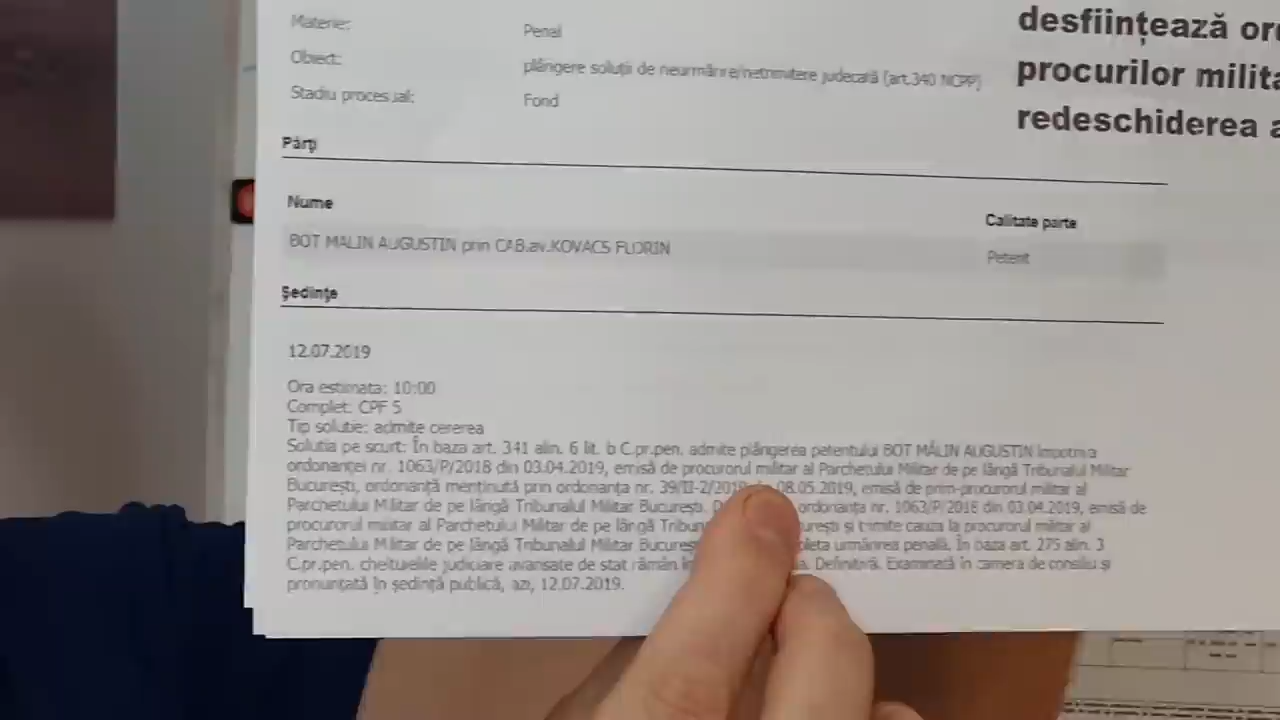 desfiinţează
procurilor
redeschiderea
Materie: Penal
Obiect: plângere soluţii de neurmărire/netrimitere judecată (art.340 NCPP)
Stadiu procesual: Fond
Părţi
Nume Calitate parte
BOT MALIN AUGUSTIN prin CAB.av.KOVACS FLORIN Petent
Şedinţe
12.07.2019
Ora estimata: 10:00
Complet: CPF 5
Tip solutie: admite cererea
Solutia pe scurt: În baza art. 341 alin. 6 lit. b C.pr.pen. admite plângerea petentului BOT MĂLIN AUGUSTIN împotriva
ordonanţei nr. 1063/P/2018 din 03.04.2019, emisă de procurorul militar al Parchetului Militar de pe lângă Tribunalul Militar
Bucureşti, ordonanţă menţinută prin ordonanţa nr. 39/II-2/2019 08.05.2019, emisă de prim-procurorul militar al
Parchetului Militar de pe lângă Tribunalul Militar Bucureşti. ordonanţa nr. 1063/P/2018 din 03.04.2019, emisă de
procurorul militar al Parchetului Militar de pe lângă şi trimite cauza la procurorul militar al
Parchetului Militar de pe lângă Tribunalul Militar urmărirea penală. În baza art. 275 alin. 3
C.pr.pen. cheltuielile judiciare avansate de stat rămân Definitivă. Examinată în camera de consiliu şi
pronunţată în şedinţă publică, azi, 12.07.2019.